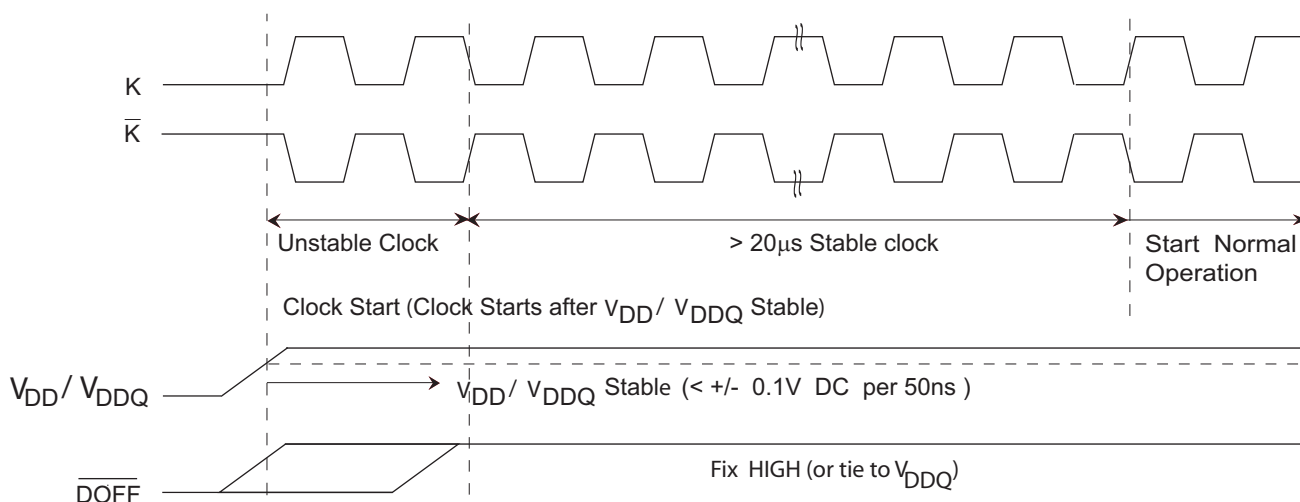 K
K
Unstable Clock
> 20μs Stable clock
Start Normal
Operation
Clock Start (Clock Starts after VDD / VDDQ Stable)
VDD / VDDQ
VDD / VDDQ Stable (< +/- 0.1V DC per 50ns )
Fix HIGH (or tie to VDDQ)
DOFF